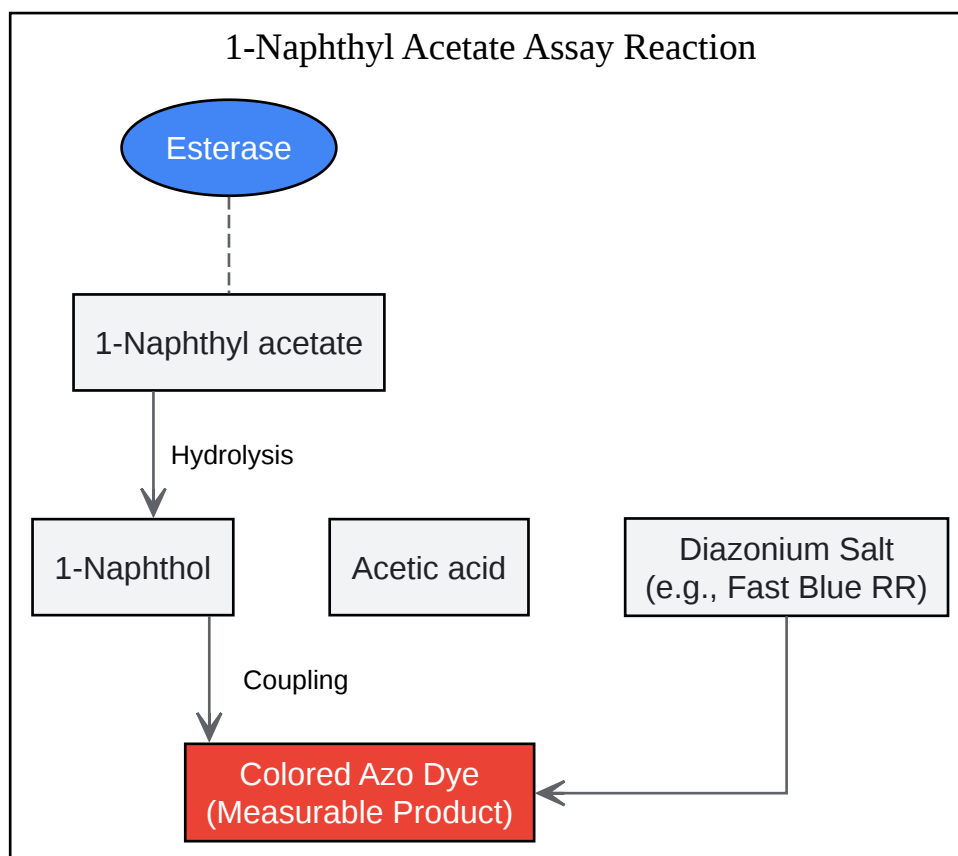 1-Naphthyl Acetate Assay Reaction
Esterase
1-Naphthyl acetate
Hydrolysis
1-Naphthol
Acetic acid
Diazonium Salt
(e.g., Fast Blue RR)
Coupling
Colored Azo Dye
(Measurable Product)